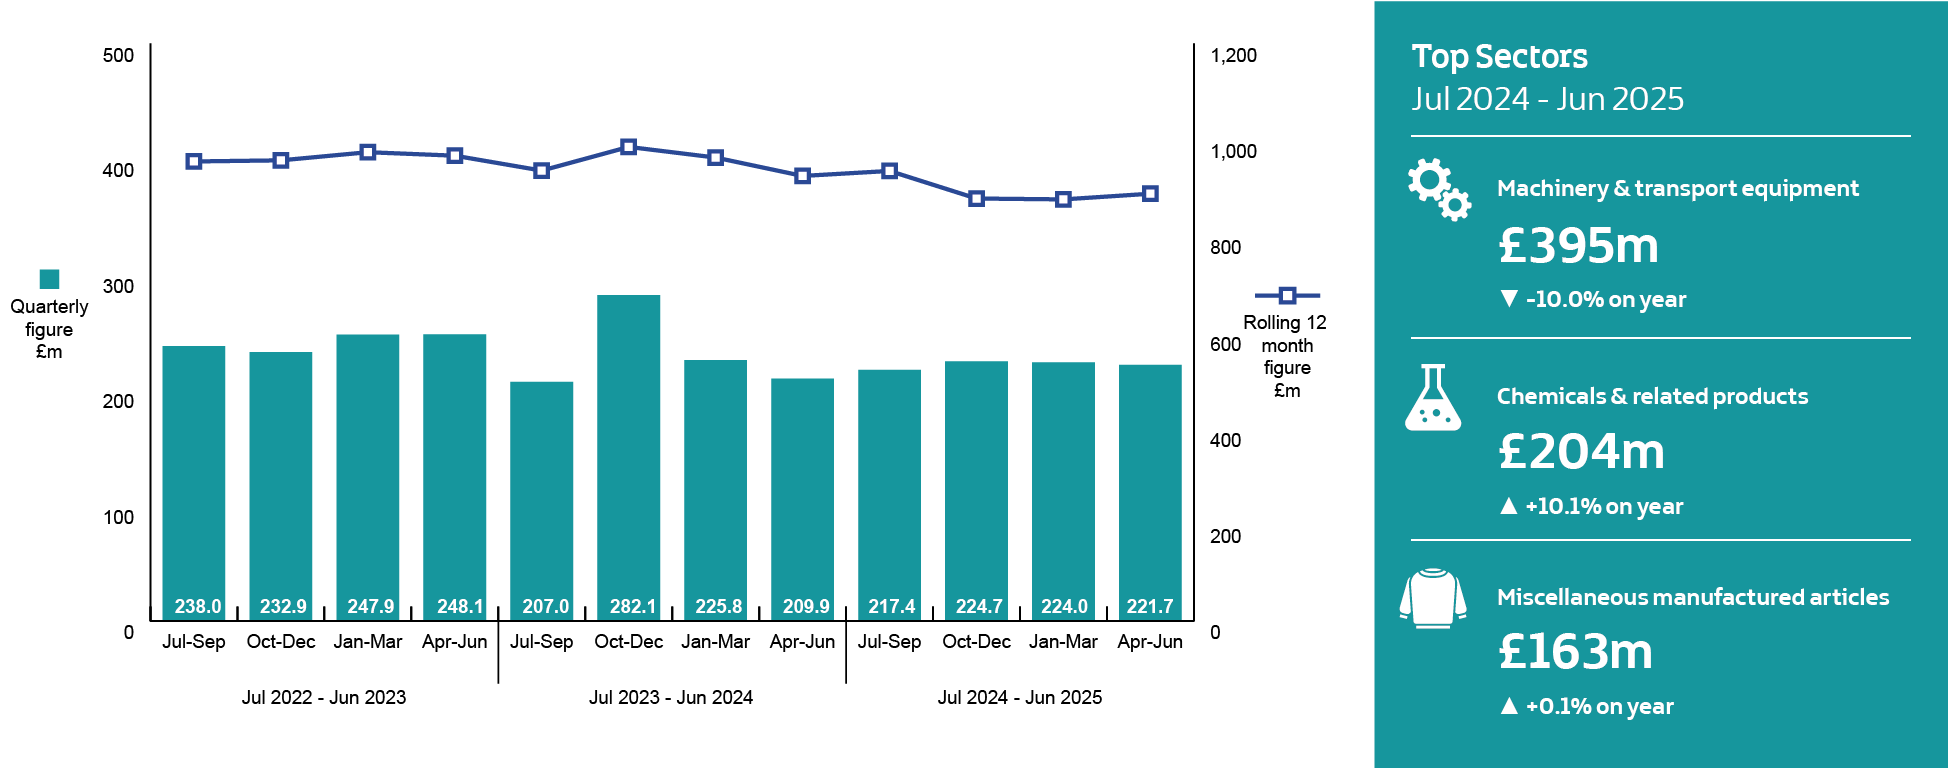 500
400
300
200
100
0
Quarterly
figure
£m
238.0
232.9
247.9
248.1
207.0
282.1
225.8
209.9
217.4
224.7
224.0
221.7
Jul-Sep
Oct-Dec
Jan-Mar
Apr-Jun
Jul-Sep
Oct-Dec
Jan-Mar
Apr-Jun
Jul-Sep
Oct-Dec
Jan-Mar
Apr-Jun
Jul 2022 - Jun 2023
Jul 2023 - Jun 2024
Jul 2024 - Jun 2025
1,200
1,000
800
600
400
200
0
Rolling 12
month
figure
£m
Top Sectors
Jul 2024 - Jun 2025
Machinery & transport equipment
£395m
▼ -10.0% on year
Chemicals & related products
£204m
▲ +10.1% on year
Miscellaneous manufactured articles
£163m
▲ +0.1% on year